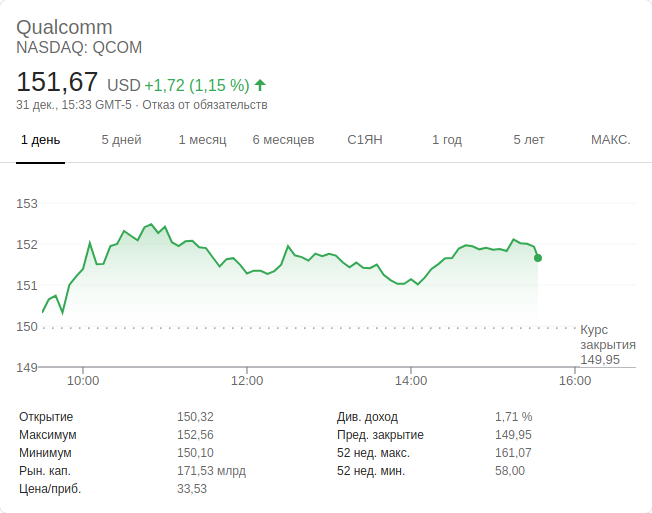 Qualcomm
NASDAQ: QCOM
151,67 USD +1,72 (1,15 %)
31 дек., 15:33 GMT-5 · Отказ от обязательств
1 день 5 дней 1 месяц 6 месяцев С1ЯН 1 год 5 лет МАКС.
153
152
151
150
Курс
закрытия
149,95
149
10:00 12:00 14:00 16:00
Открытие 150,32 Див. доход 1,71 %
Максимум 152,56 Пред. закрытие 149,95
Минимум 150,10 52 нед. макс. 161,07
Рын. кап. 171,53 млрд 52 нед. мин. 58,00
Цена/приб. 33,53